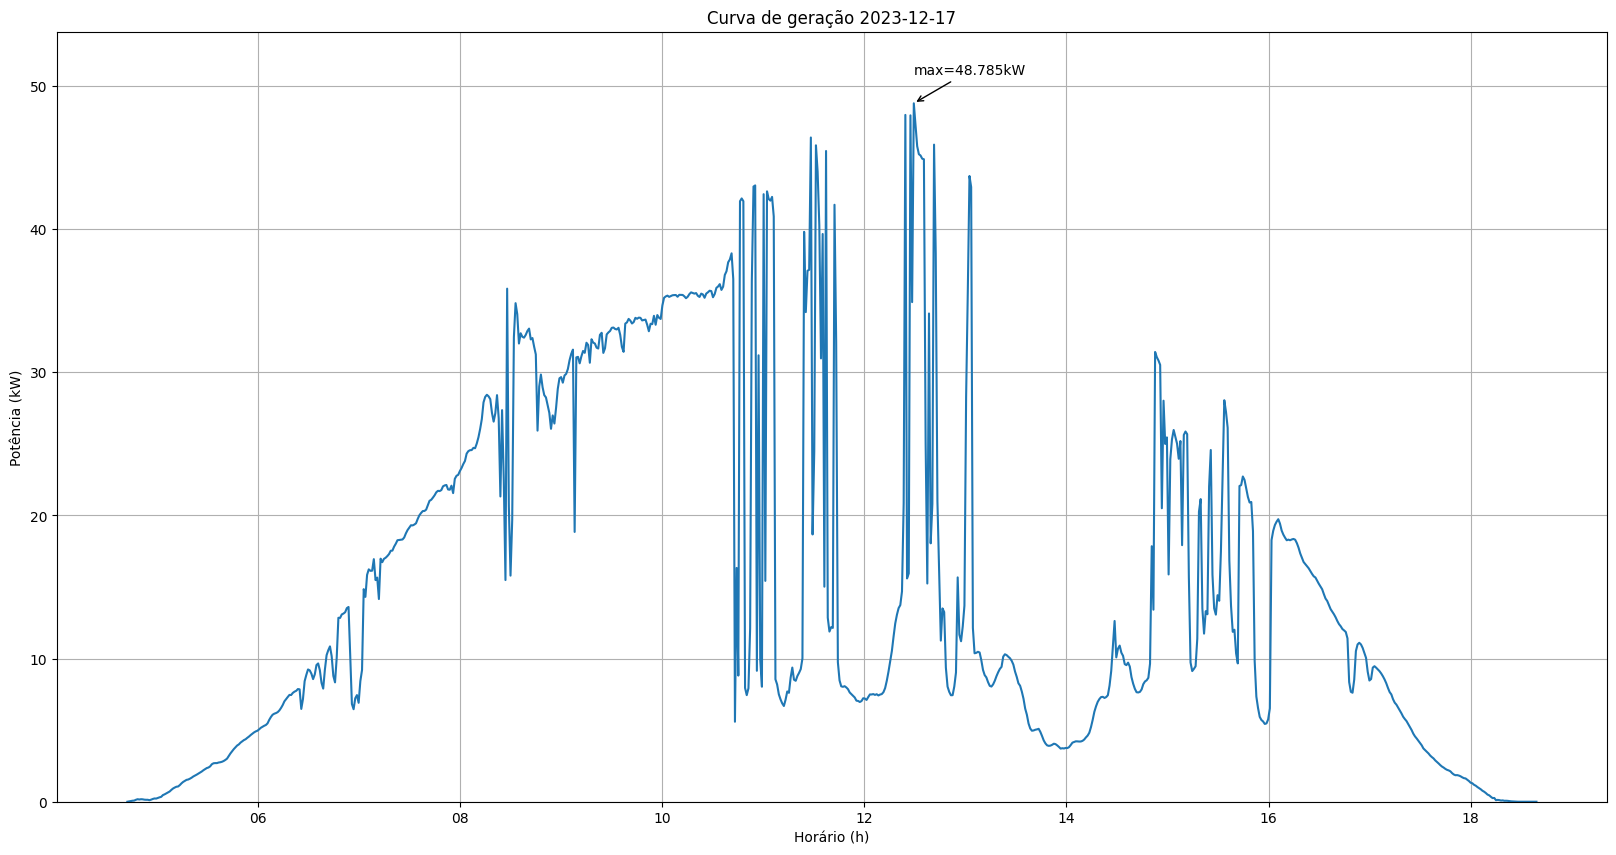 Curva de geração 2023-12-17
max=48.785kW
50
40
30
20
10
0
Potência (kW)
06 08 10 12 14 16 18
Horário (h)